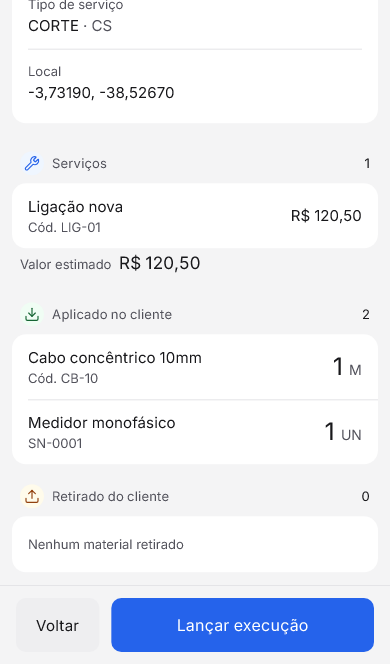 Tipo de serviço
CORTE · CS
Local
-3,73190, -38,52670
Serviços 1
Ligação nova R$ 120,50
Cód. LIG-01
Valor estimado R$ 120,50
Aplicado no cliente 2
Cabo concêntrico 10mm 1 M
Cód. CB-10
Medidor monofásico 1 UN
SN-0001
Retirado do cliente 0
Nenhum material retirado
Voltar Lançar execução